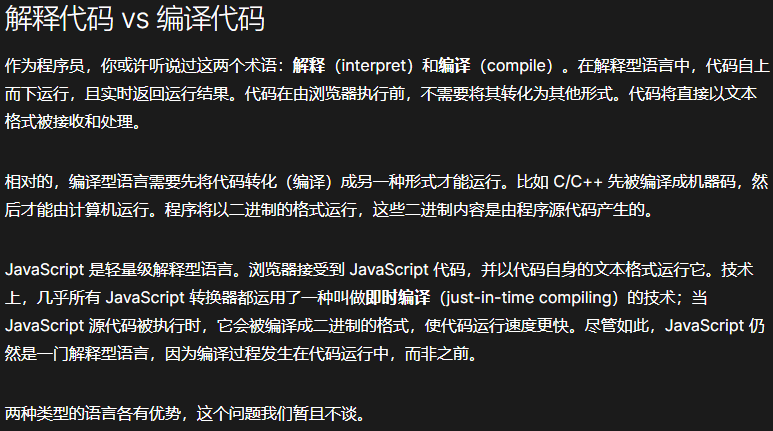 解释代码 vs 编译代码
作为程序员，你或许听说过这两个术语：解释（interpret）和编译（compile）。在解释型语言中，代码自上
而下运行，且实时返回运行结果。代码在由浏览器执行前，不需要将其转化为其他形式。代码将直接以文本
格式被接收和处理。
相对的，编译型语言需要先将代码转化（编译）成另一种形式才能运行。比如 C/C++ 先被编译成机器码，然
后才能由计算机运行。程序将以二进制的格式运行，这些二进制内容是由程序源代码产生的。
JavaScript 是轻量级解释型语言。浏览器接受到 JavaScript 代码，并以代码自身的文本格式运行它。技术
上，几乎所有 JavaScript 转换器都运用了一种叫做即时编译（just-in-time compiling）的技术；当
JavaScript 源代码被执行时，它会被编译成二进制的格式，使代码运行速度更快。尽管如此，JavaScript 仍
然是一门解释型语言，因为编译过程发生在代码运行中，而非之前。
两种类型的语言各有优势，这个问题我们暂且不谈。